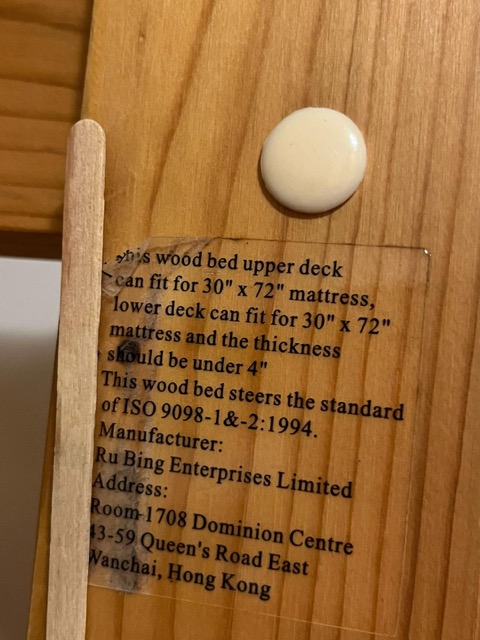 This wood bed upper deck
can fit for 30" x 72" mattress,
lower deck can fit for 30" x 72"
mattress and the thickness
should be under 4"
This wood bed steers the standard
of ISO 9098-1&-2:1994.
Manufacturer:
Ru Bing Enterprises Limited
Address:
Room 1708 Dominion Centre
43-59 Queen's Road East
Wanchai, Hong Kong